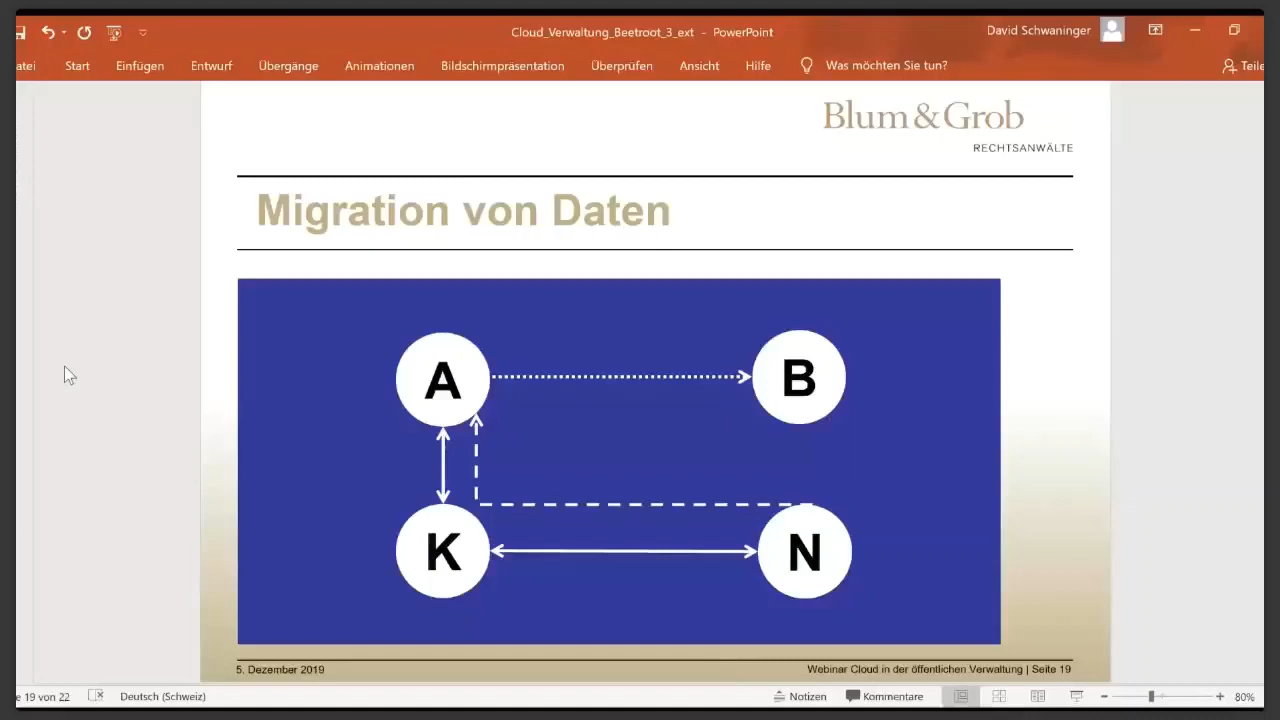 Cloud_Verwaltung_Beetroot_3_ext - PowerPoint
David Schwaninger
atei Start Einfügen Entwurf Übergänge Animationen Bildschirmpräsentation Überprüfen Ansicht Hilfe Was möchten Sie tun? Teile
Blum&Grob
RECHTSANWÄLTE
Migration von Daten
A
B
K
N
5. Dezember 2019
Webinar Cloud in der öffentlichen Verwaltung | Seite 19
e 19 von 22 Deutsch (Schweiz) Notizen Kommentare 80%